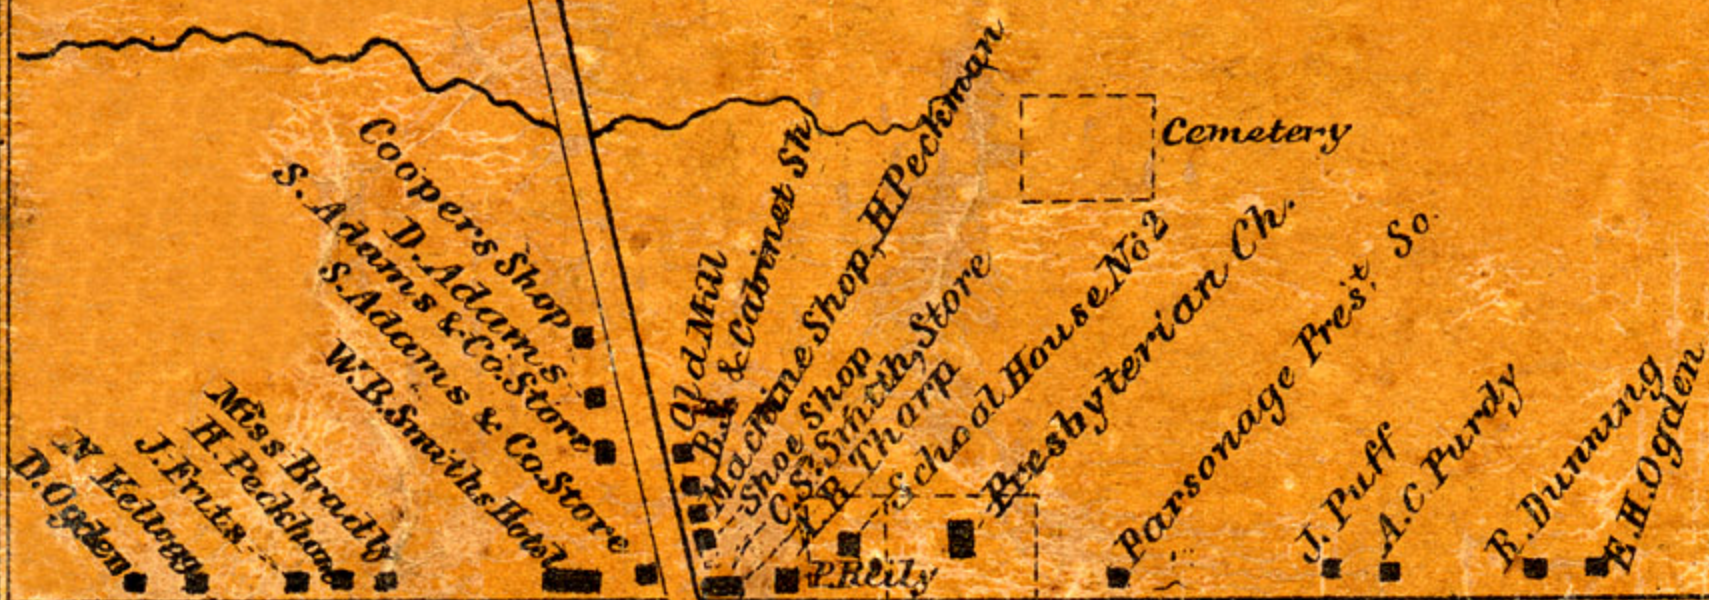 Coopers Shop
D. Adams
S. Adams & Co. Store
S. Adams & Co. Store
W.B. Smiths Hotel
Miss Bradly
H. Peckham
J. Fruts
N Kellogg
D. Ogden
Old Mill
& Cabinet Sh
Machine Shop, H. Peckman
Shoe Shop
C. S. Smith, Store
A. B Tharp
School House No 2
Presbyterian Ch.
Cemetery
P. Reily
Parsonage Prest. So.
J. Puff
A. C Purdy
R. Dunning
E. H. Ogden